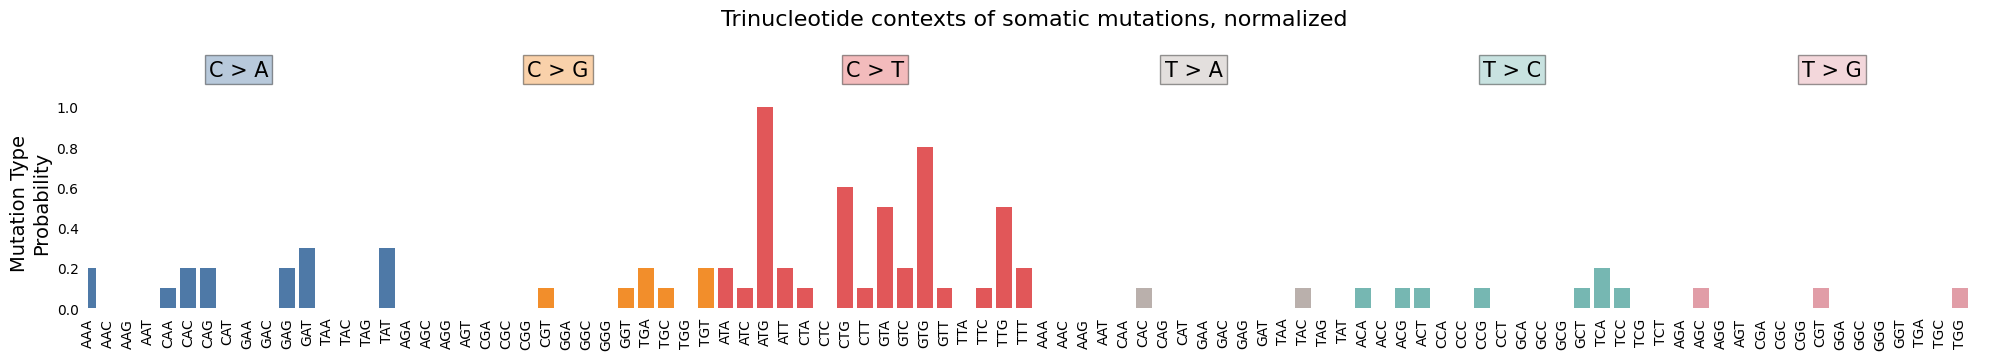 Trinucleotide contexts of somatic mutations, normalized
C > A
C > G
C > T
T > A
T > C
T > G
Mutation Type
Probability
1.0
0.8
0.6
0.4
0.2
0.0
AAA
AAC
AAG
AAT
CAA
CAC
CAG
CAT
GAA
GAC
GAG
GAT
TAA
TAC
TAG
TAT
AGA
AGC
AGG
AGT
CGA
CGC
CGG
CGT
GGA
GGC
GGG
GGT
TGA
TGC
TGG
TGT
ATA
ATC
ATG
ATT
CTA
CTC
CTG
CTT
GTA
GTC
GTG
GTT
TTA
TTC
TTG
TTT
AAA
AAC
AAG
AAT
CAA
CAC
CAG
CAT
GAA
GAC
GAG
GAT
TAA
TAC
TAG
TAT
ACA
ACC
ACG
ACT
CCA
CCC
CCG
CCT
GCA
GCC
GCG
GCT
TCA
TCC
TCG
TCT
AGA
AGC
AGG
AGT
CGA
CGC
CGG
CGT
GGA
GGC
GGG
GGT
TGA
TGC
TGG